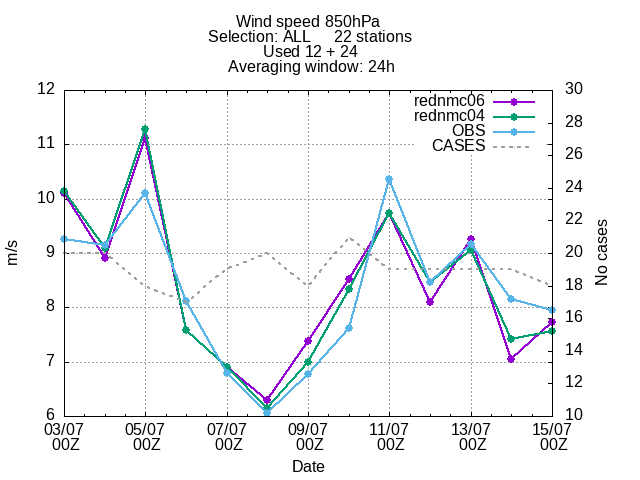 Wind speed 850hPa
Selection: ALL 22 stations
Used 12 + 24
Averaging window: 24h
rednmc06
rednmc04
OBS
CASES
m/s
12
11
10
9
8
7
6
No cases
30
28
26
24
22
20
18
16
14
12
10
03/07 05/07 07/07 09/07 11/07 13/07 15/07
00Z 00Z 00Z 00Z 00Z 00Z 00Z
Date